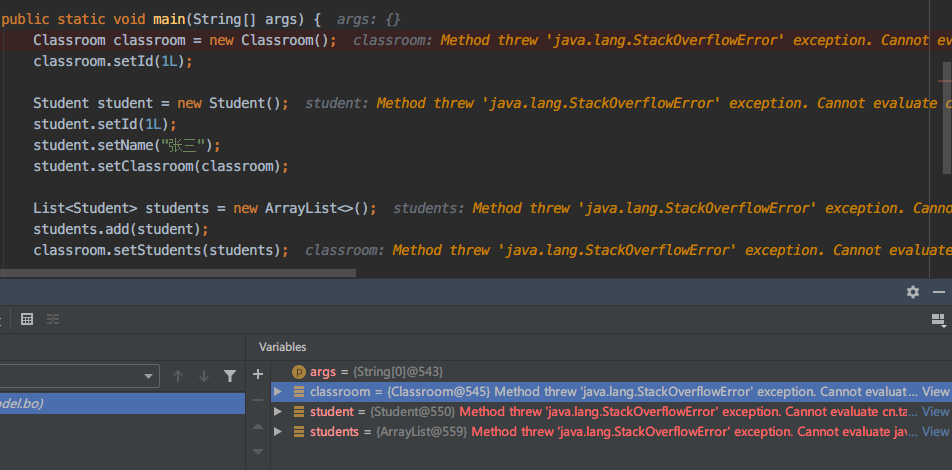 public static void main(String[] args) {  args: {}
Classroom classroom = new Classroom();  classroom: Method threw 'java.lang.StackOverflowError' exception. Cannot ev
classroom.setId(1L);
Student student = new Student();  student: Method threw 'java.lang.StackOverflowError' exception. Cannot evaluate c
student.setId(1L);
student.setName("张三");
student.setClassroom(classroom);
List<Student> students = new ArrayList<>();  students: Method threw 'java.lang.StackOverflowError' exception. Canno
students.add(student);
classroom.setStudents(students);  classroom: Method threw 'java.lang.StackOverflowError' exception. Cannot evaluate
Variables
args = {String[0]@543}
del.bo)
classroom = {Classroom@545} Method threw 'java.lang.StackOverflowError' exception. Cannot evaluat... View
student = {Student@550} Method threw 'java.lang.StackOverflowError' exception. Cannot evaluate cn.ta... View
students = {ArrayList@559} Method threw 'java.lang.StackOverflowError' exception. Cannot evaluate jav... View